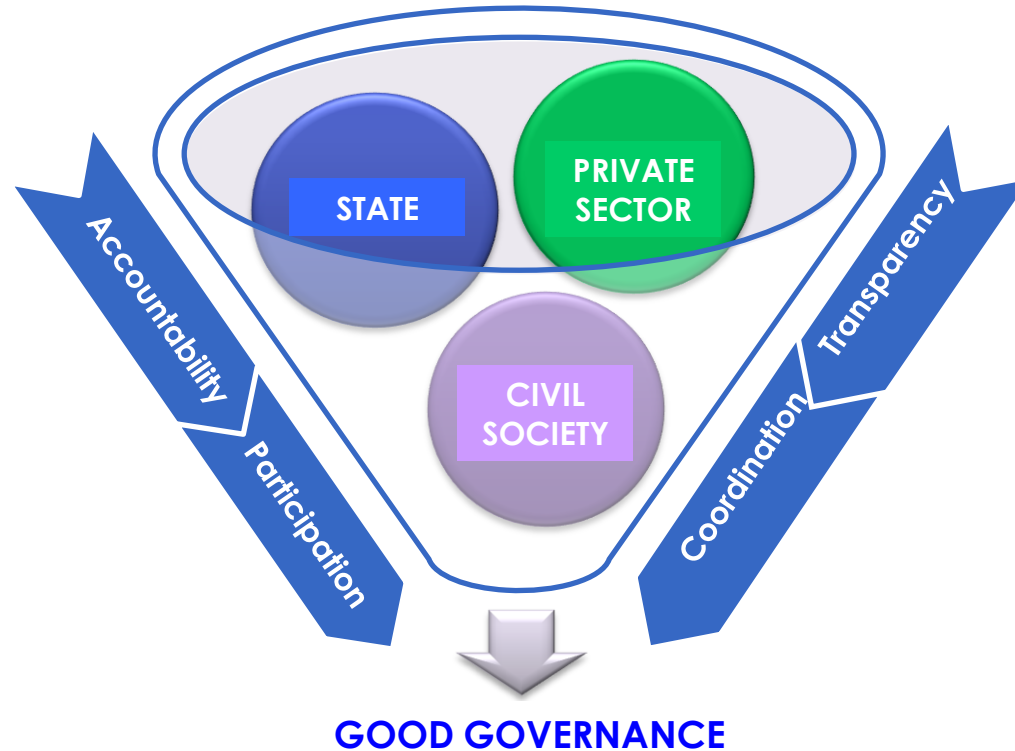 PRIVATE
SECTOR
STATE
Accountability
Transparency
CIVIL
SOCIETY
Participation
Coordination
GOOD GOVERNANCE